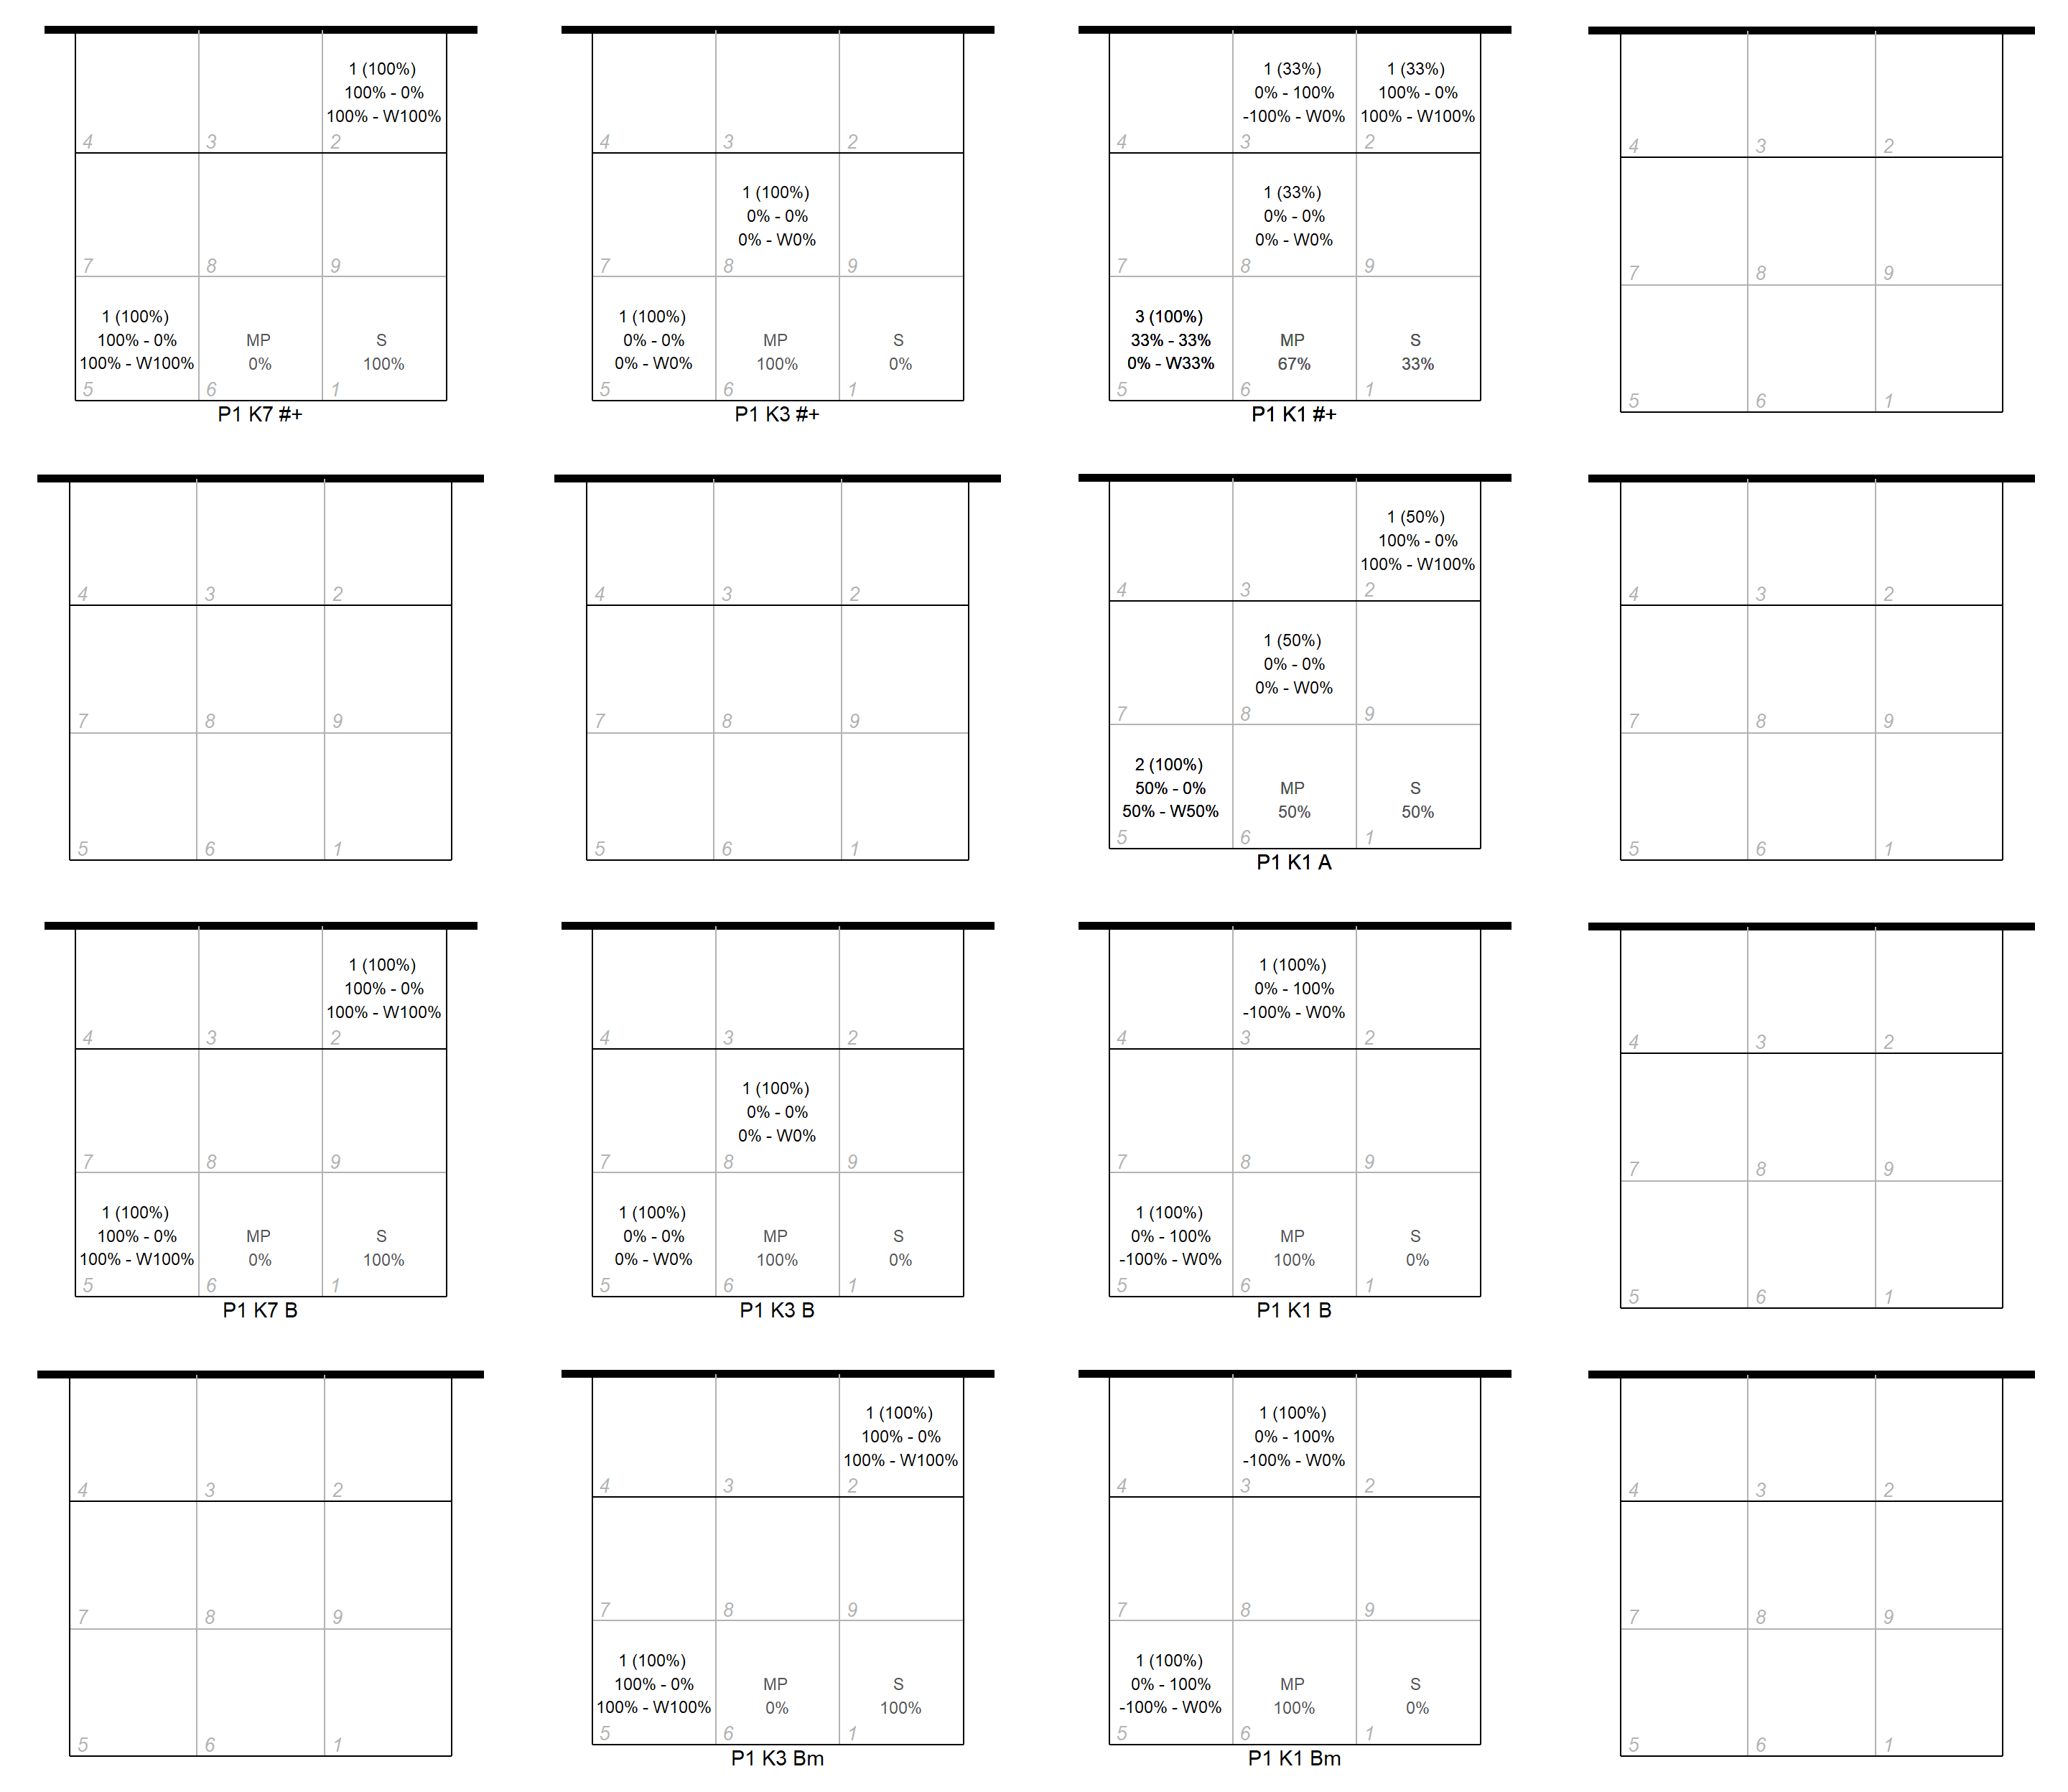 1 (100%)
100% - 0%
100% - W100%
4 3 2
7 8 9
1 (100%) MP S
100% - 0% 0% 100%
100% - W100%
5 6 1
P1 K7 #+
4 3 2
1 (100%)
0% - 0%
0% - W0%
7 8 9
1 (100%) MP S
0% - 0% 100% 0%
0% - W0%
5 6 1
P1 K3 #+
1 (33%) 1 (33%)
0% - 100% 100% - 0%
-100% - W0% 100% - W100%
4 3 2
1 (33%)
0% - 0%
0% - W0%
7 8 9
3 (100%) MP S
33% - 33% 67% 33%
0% - W33%
5 6 1
P1 K1 #+
4 3 2
7 8 9
5 6 1
4 3 2
7 8 9
5 6 1
4 3 2
7 8 9
5 6 1
1 (50%)
100% - 0%
100% - W100%
4 3 2
1 (50%)
0% - 0%
0% - W0%
7 8 9
2 (100%) MP S
50% - 0% 50% 50%
50% - W50%
5 6 1
P1 K1 A
4 3 2
7 8 9
5 6 1
1 (100%)
100% - 0%
100% - W100%
4 3 2
7 8 9
1 (100%) MP S
100% - 0% 0% 100%
100% - W100%
5 6 1
P1 K7 B
4 3 2
1 (100%)
0% - 0%
0% - W0%
7 8 9
1 (100%) MP S
0% - 0% 100% 0%
0% - W0%
5 6 1
P1 K3 B
1 (100%)
0% - 100%
-100% - W0%
4 3 2
7 8 9
1 (100%) MP S
0% - 100% 100% 0%
-100% - W0%
5 6 1
P1 K1 B
4 3 2
7 8 9
5 6 1
4 3 2
7 8 9
5 6 1
1 (100%)
100% - 0%
100% - W100%
4 3 2
7 8 9
1 (100%) MP S
100% - 0% 0% 100%
100% - W100%
5 6 1
P1 K3 Bm
1 (100%)
0% - 100%
-100% - W0%
4 3 2
7 8 9
1 (100%) MP S
0% - 100% 100% 0%
-100% - W0%
5 6 1
P1 K1 Bm
4 3 2
7 8 9
5 6 1